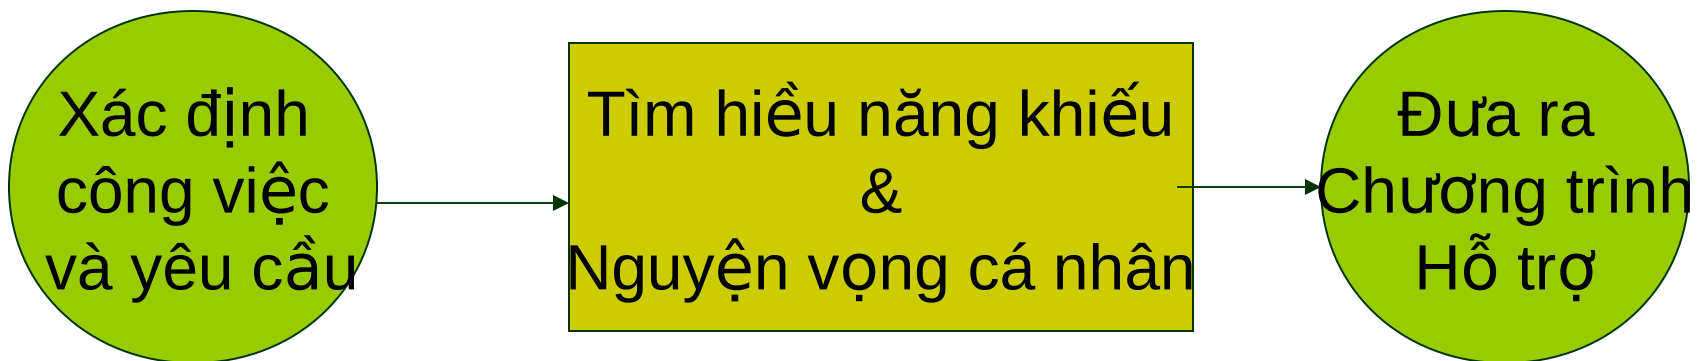 Xác định
công việc
và yêu cầu
Tìm hiều năng khiếu
&
Nguyện vọng cá nhân
Đưa ra
Chương trình
Hỗ trợ